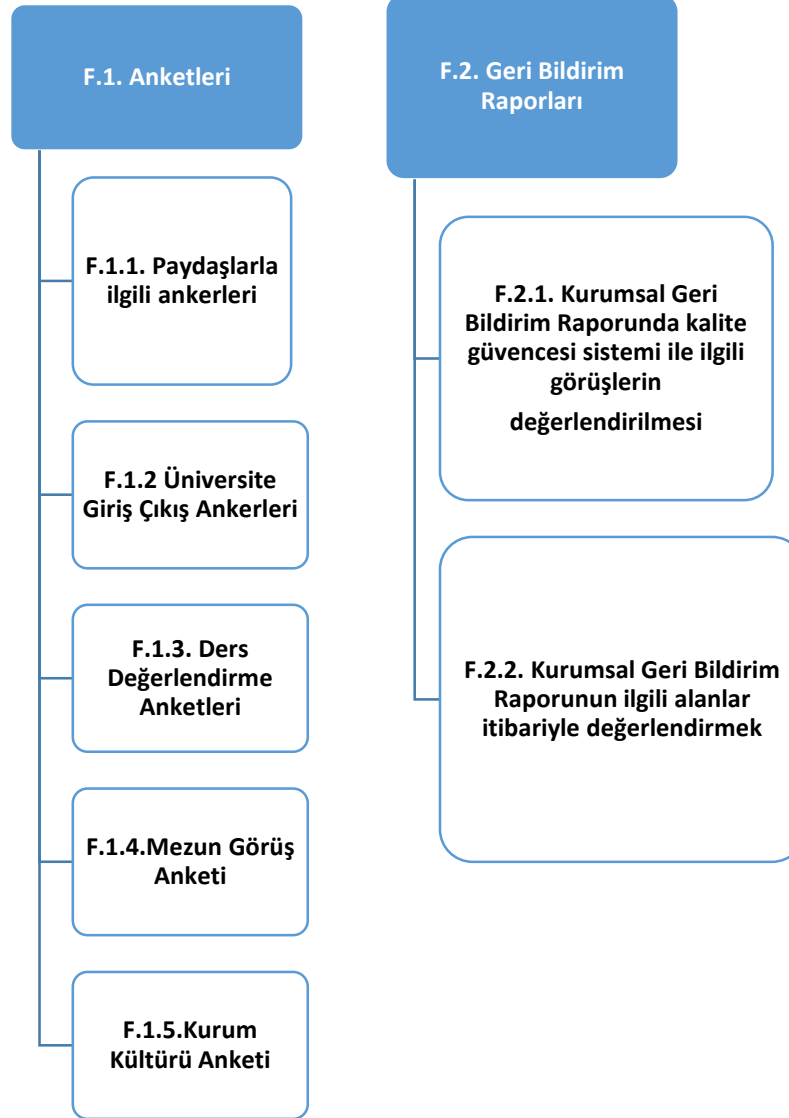 F.1. Anketleri
F.1.1. Paydaşlarla
ilgili ankerleri
F.1.2 Üniversite
Giriş Çıkış Ankerleri
F.1.3. Ders
Değerlendirme
Anketleri
F.1.4.Mezun Görüş
Anketi
F.1.5.Kurum
Kültürü Anketi
F.2. Geri Bildirim
Raporları
F.2.1. Kurumsal Geri
Bildirim Raporunda kalite
güvencesi sistemi ile ilgili
görüşlerin
değerlendirilmesi
F.2.2. Kurumsal Geri Bildirim
Raporunun ilgili alanlar
itibariyle değerlendirmek